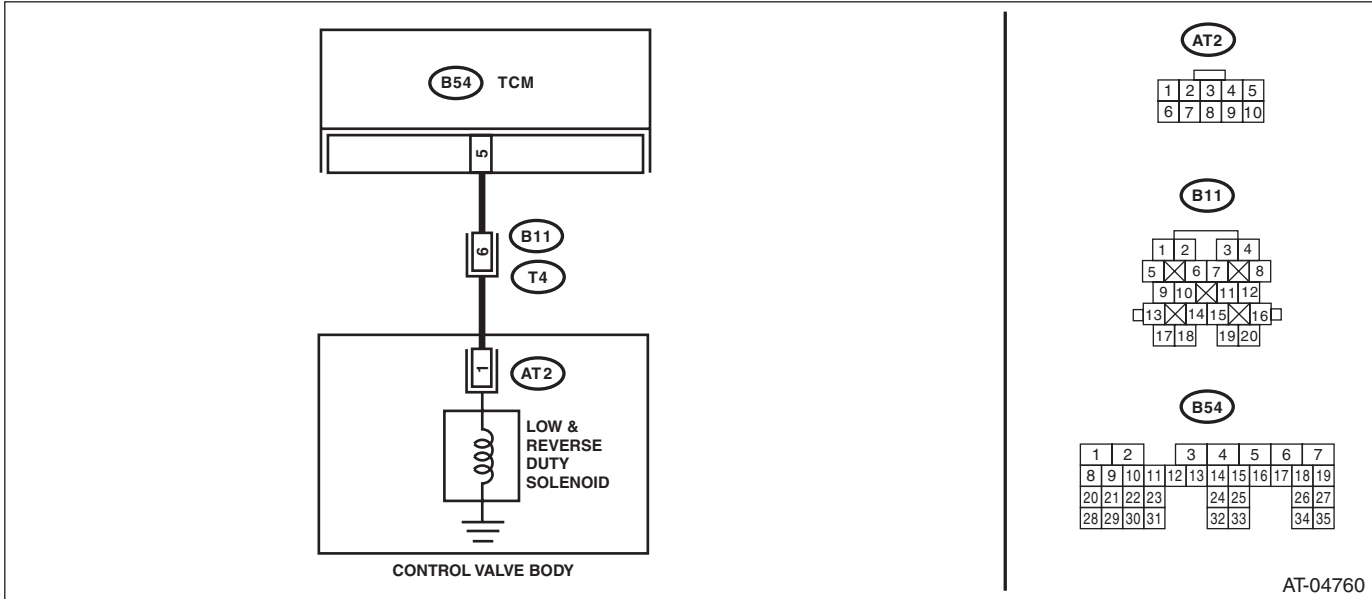 B54 TCM
5
6
B11
T4
1
AT2
LOW &
REVERSE
DUTY
SOLENOID
CONTROL VALVE BODY
AT2
1 2 3 4 5
6 7 8 9 10
B11
1 2 3 4
5 6 7 8
9 10 11 12
13 14 15 16
17 18 19 20
B54
1 2 3 4 5 6 7
8 9 10 11 12 13 14 15 16 17 18 19
20 21 22 23 24 25 26 27
28 29 30 31 32 33 34 35
AT-04760